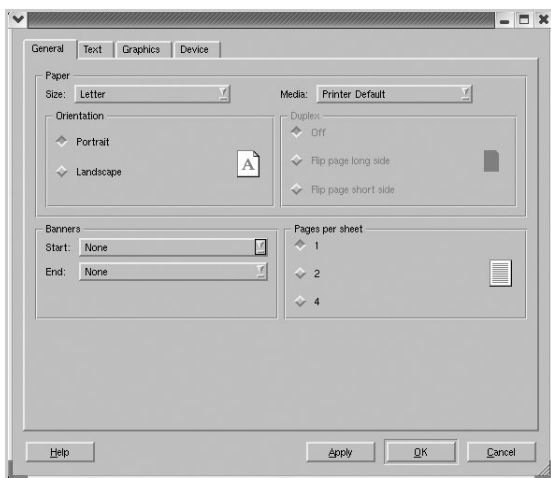 General Text Graphics Device
Paper
Size: Letter Media: Printer Default
Orientation
Portrait
Landscape
A
Duplex
Off
Flip page long side
Flip page short side
Banners
Start: None
End: None
Pages per sheet
1
2
4
Help Apply OK Cancel